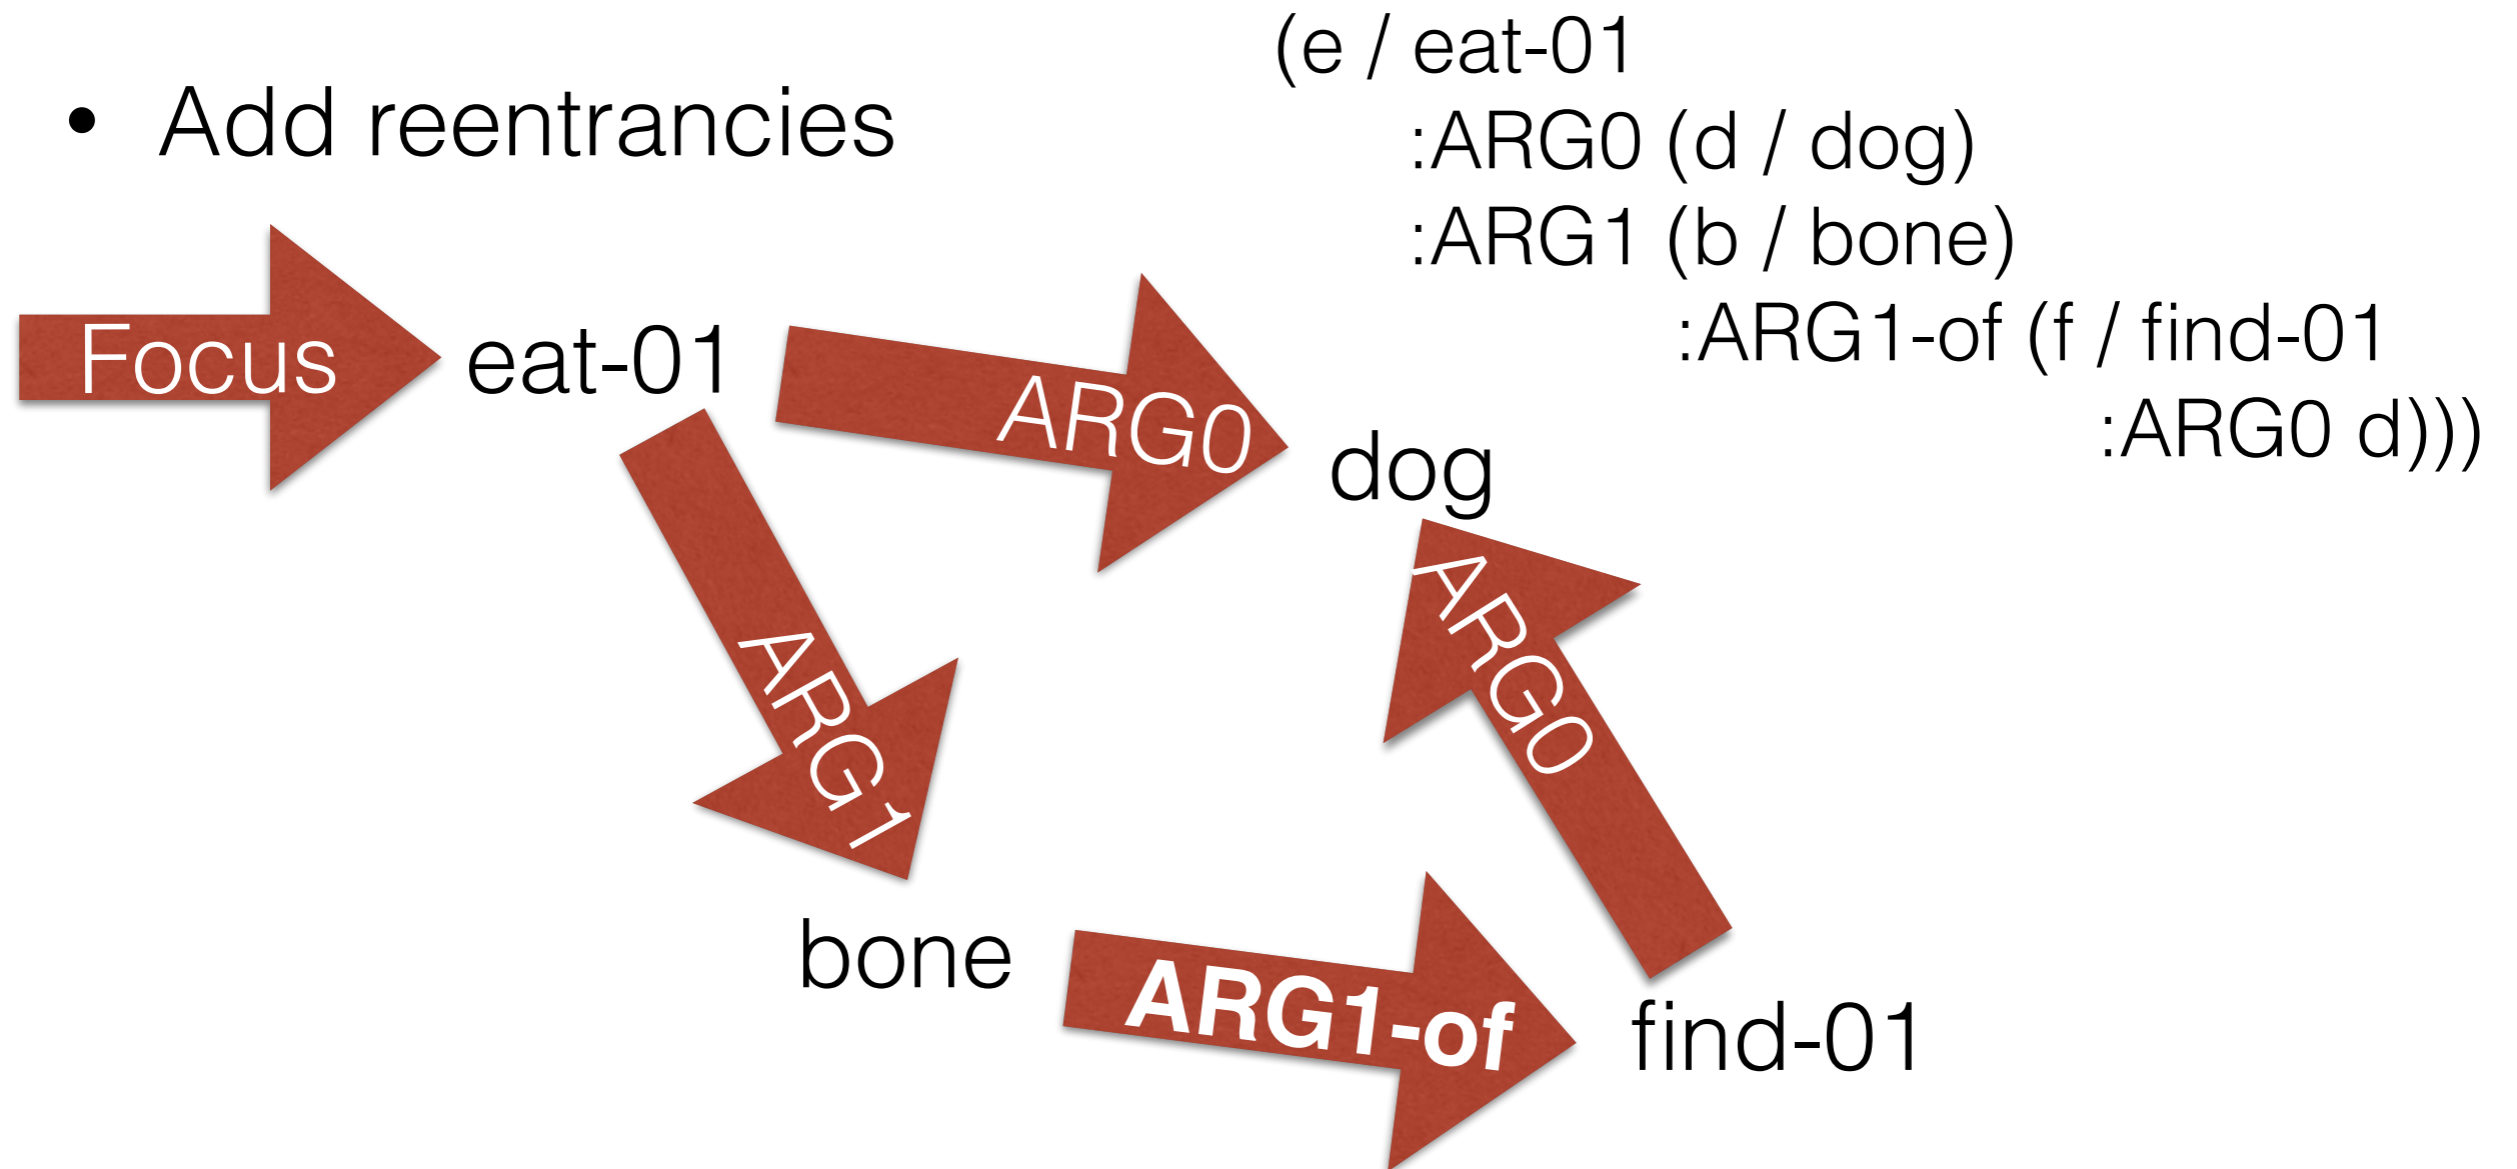 • Add reentrancies
(e / eat-01
:ARG0 (d / dog)
:ARG1 (b / bone)
:ARG1-of (f / find-01
:ARG0 d)))
Focus
eat-01
ARG0
dog
ARG1
ARG0
bone
ARG1-of
find-01